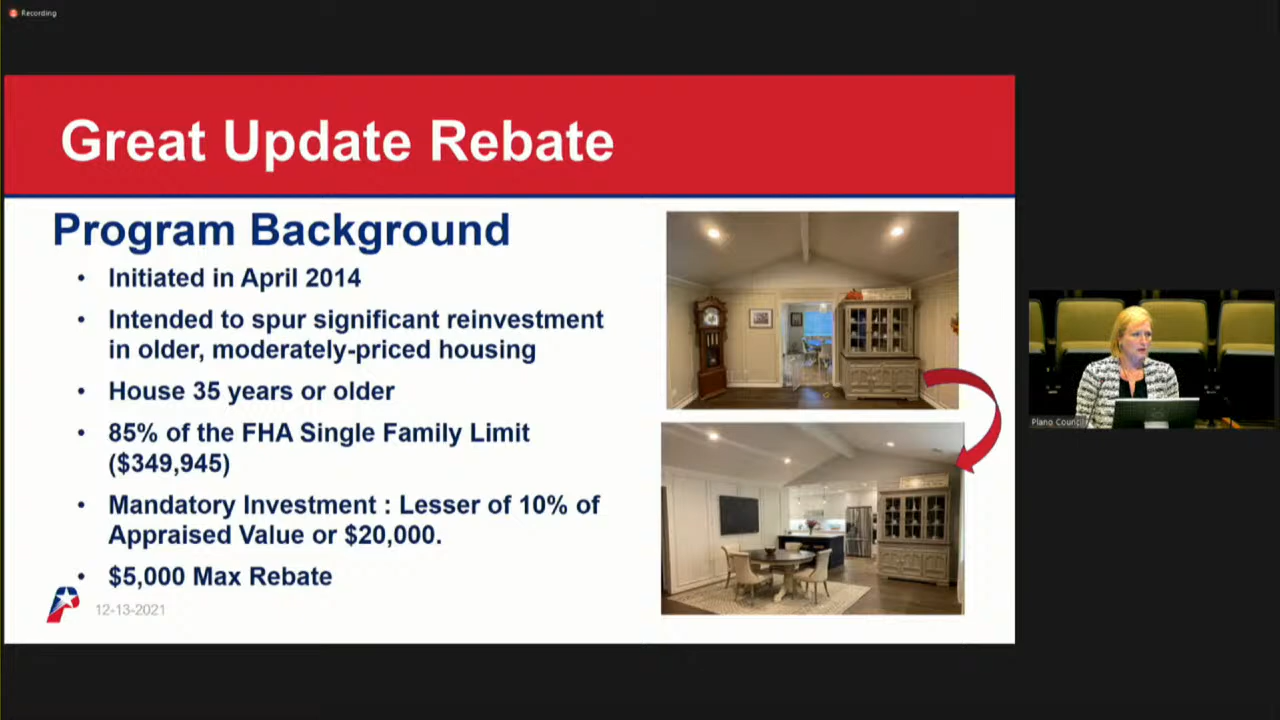 Recording
Great Update Rebate
Program Background
• Initiated in April 2014
• Intended to spur significant reinvestment
in older, moderately-priced housing
• House 35 years or older
• 85% of the FHA Single Family Limit
($349,945)
• Mandatory Investment : Lesser of 10% of
Appraised Value or $20,000.
• $5,000 Max Rebate
12-13-2021
Plano Council